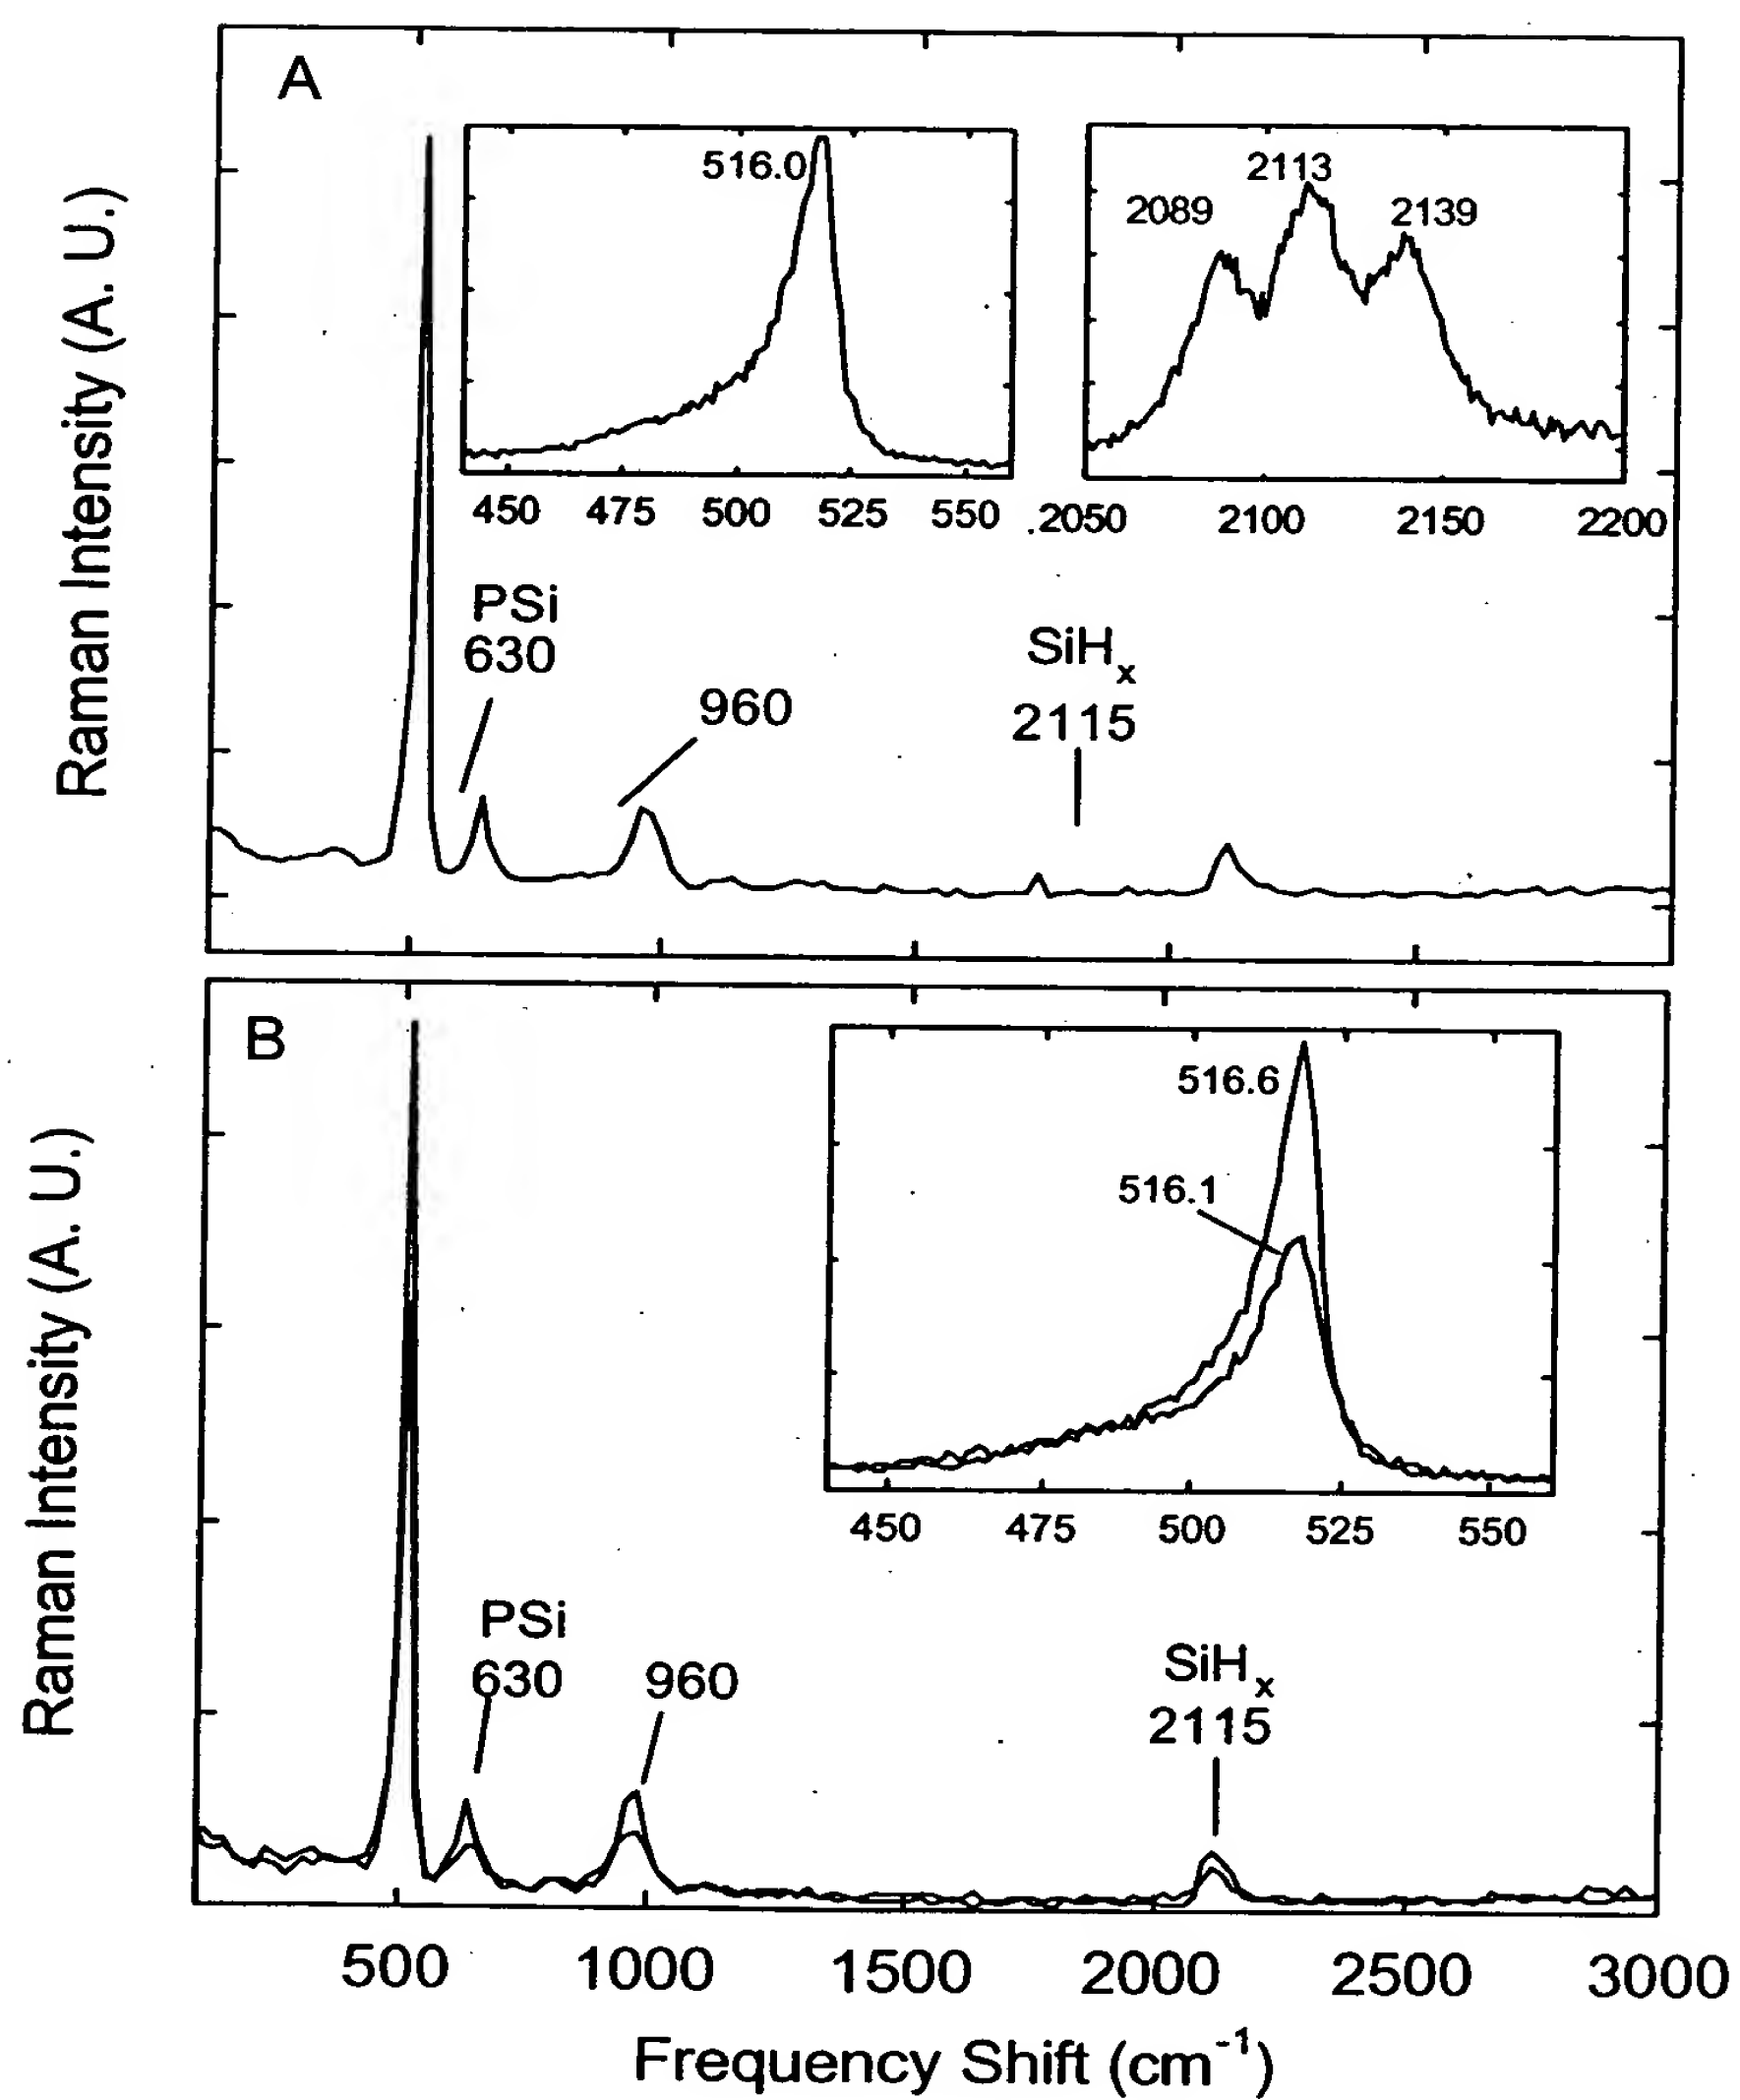 A
Raman Intensity (A. U.)
516.0
450 475 500 525 550
2113
2089
2139
.2050 2100 2150 2200
PSi
630
960
SiHx
2115
B
Raman Intensity (A. U.)
516.6
516.1
450 475 500 525 550
PSi
630
960
SiHx
2115
500 1000 1500 2000 2500 3000
Frequency Shift (cm⁻¹)